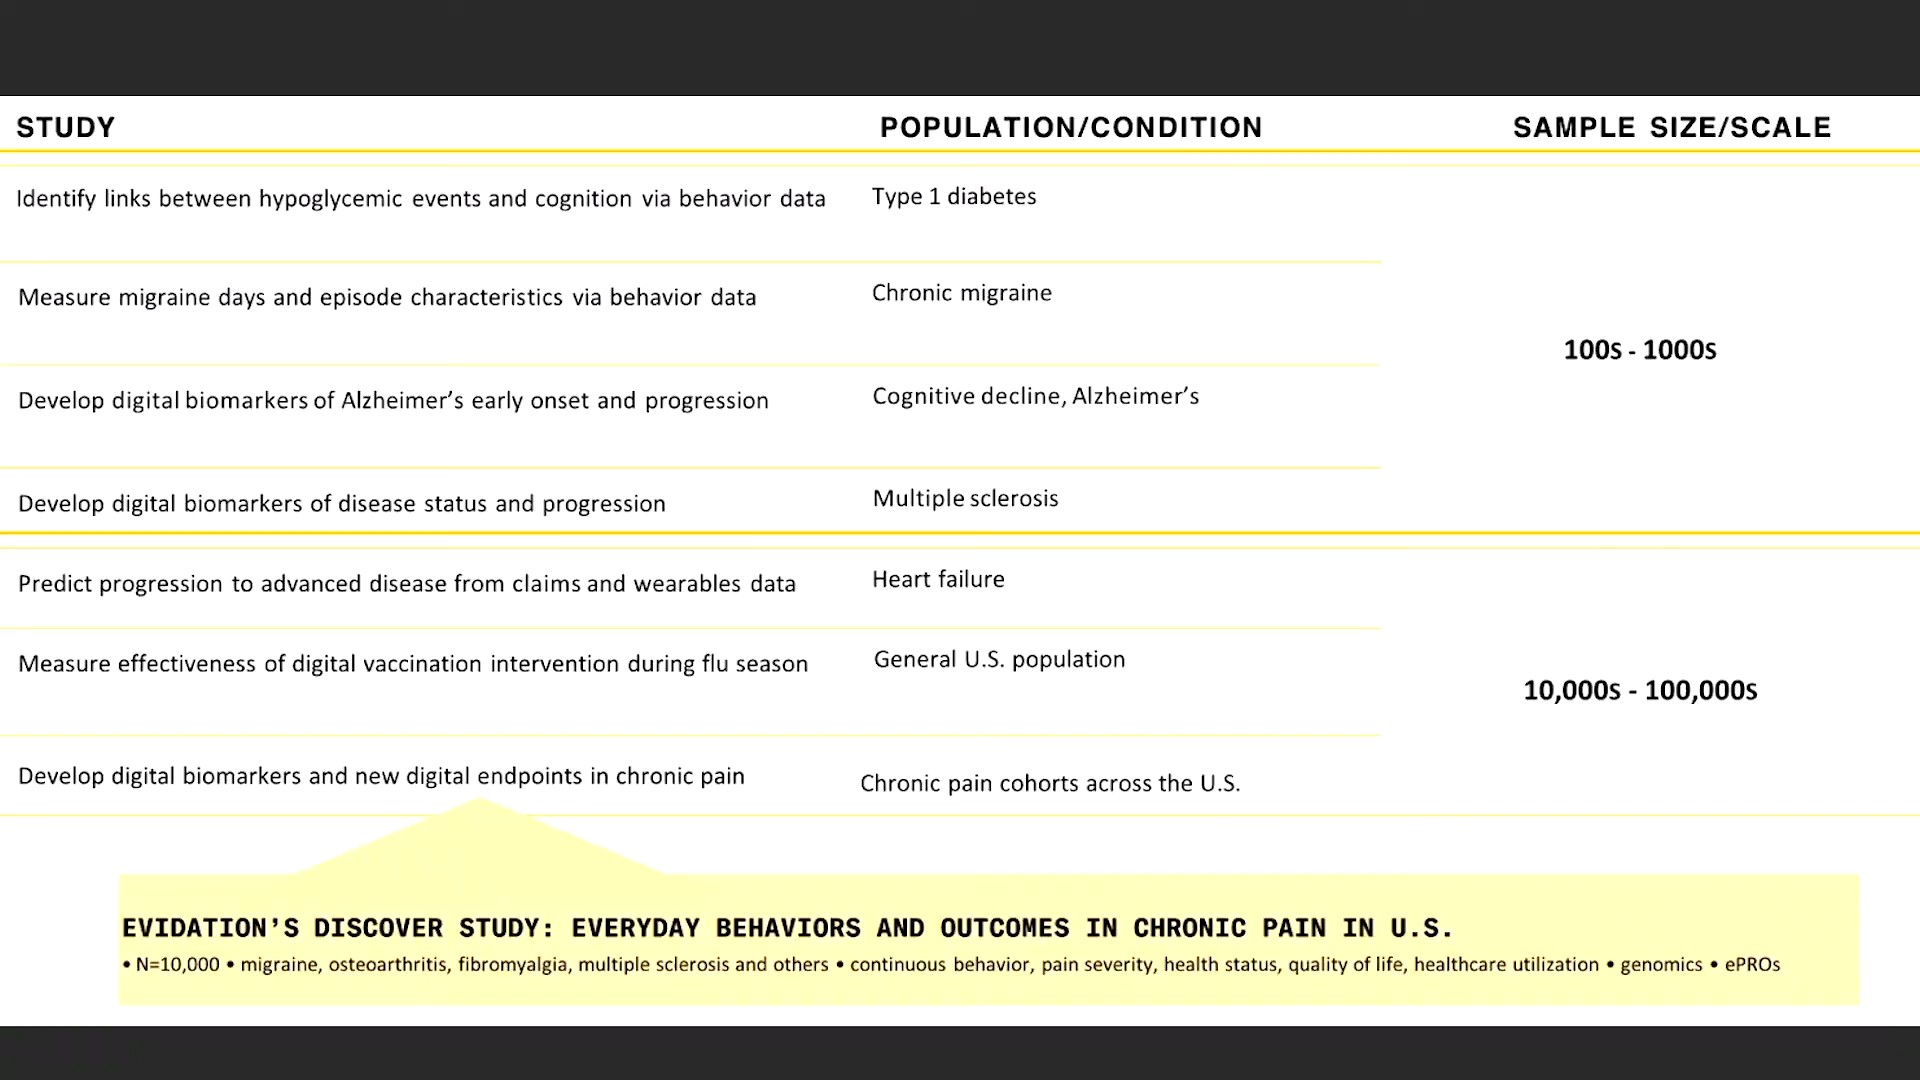 STUDY POPULATION/CONDITION SAMPLE SIZE/SCALE
Identify links between hypoglycemic events and cognition via behavior data Type 1 diabetes
Measure migraine days and episode characteristics via behavior data Chronic migraine
100s - 1000s
Develop digital biomarkers of Alzheimer’s early onset and progression Cognitive decline, Alzheimer’s
Develop digital biomarkers of disease status and progression Multiple sclerosis
Predict progression to advanced disease from claims and wearables data Heart failure
Measure effectiveness of digital vaccination intervention during flu season General U.S. population
10,000s - 100,000s
Develop digital biomarkers and new digital endpoints in chronic pain Chronic pain cohorts across the U.S.
EVIDATION’S DISCOVER STUDY: EVERYDAY BEHAVIORS AND OUTCOMES IN CHRONIC PAIN IN U.S.
• N=10,000 • migraine, osteoarthritis, fibromyalgia, multiple sclerosis and others • continuous behavior, pain severity, health status, quality of life, healthcare utilization • genomics • ePROs